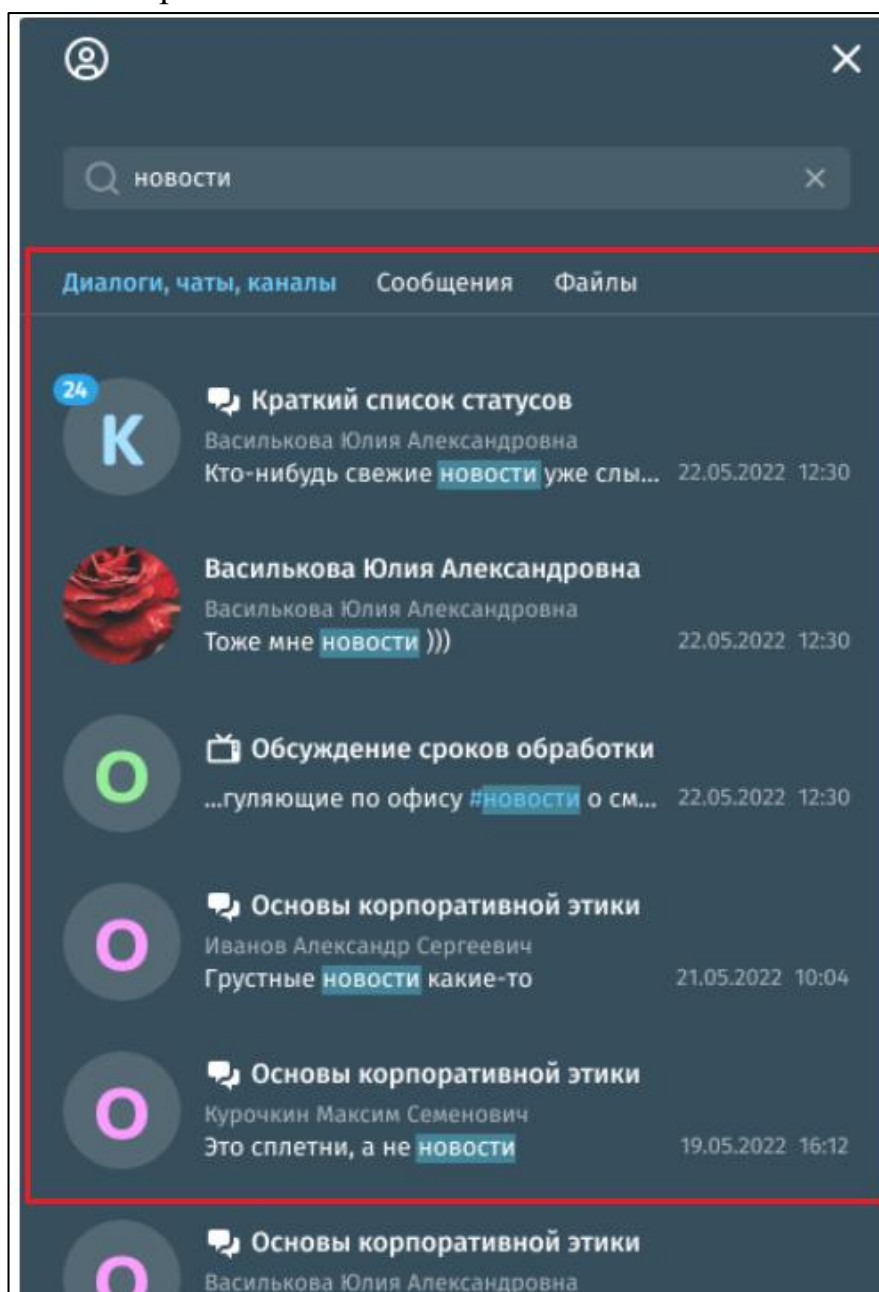 новости
Диалоги, чаты, каналы Сообщения Файлы
24
К
Краткий список статусов
Василькова Юлия Александровна
Кто-нибудь свежие новости уже слы... 22.05.2022 12:30
Василькова Юлия Александровна
Василькова Юлия Александровна
Тоже мне новости ))) 22.05.2022 12:30
О
Обсуждение сроков обработки
...гуляющие по офису #новости о см... 22.05.2022 12:30
О
Основы корпоративной этики
Иванов Александр Сергеевич
Грустные новости какие-то 21.05.2022 10:04
О
Основы корпоративной этики
Курочкин Максим Семенович
Это сплетни, а не новости 19.05.2022 16:12
О
Основы корпоративной этики
Василькова Юлия Александровна